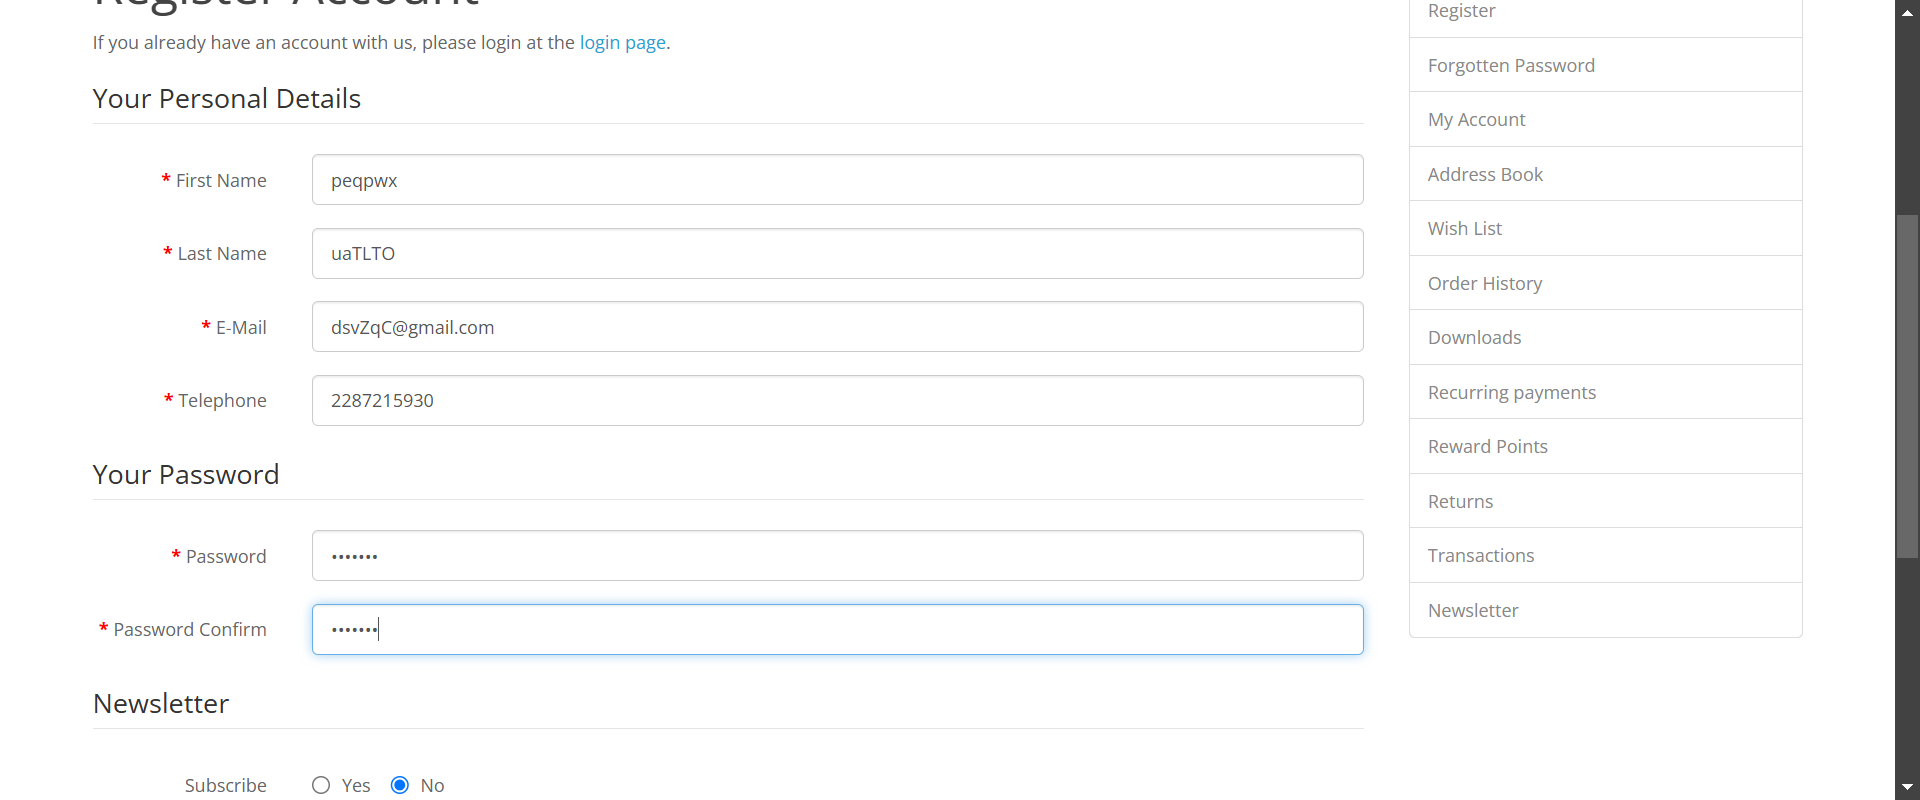 Register Account
If you already have an account with us, please login at the login page.
Your Personal Details
* First Name
peqpwx
* Last Name
uaTLTO
* E-Mail
dsvZqC@gmail.com
* Telephone
2287215930
Your Password
* Password
•••••••
* Password Confirm
•••••••
Newsletter
Subscribe
Yes
No
Register
Forgotten Password
My Account
Address Book
Wish List
Order History
Downloads
Recurring payments
Reward Points
Returns
Transactions
Newsletter